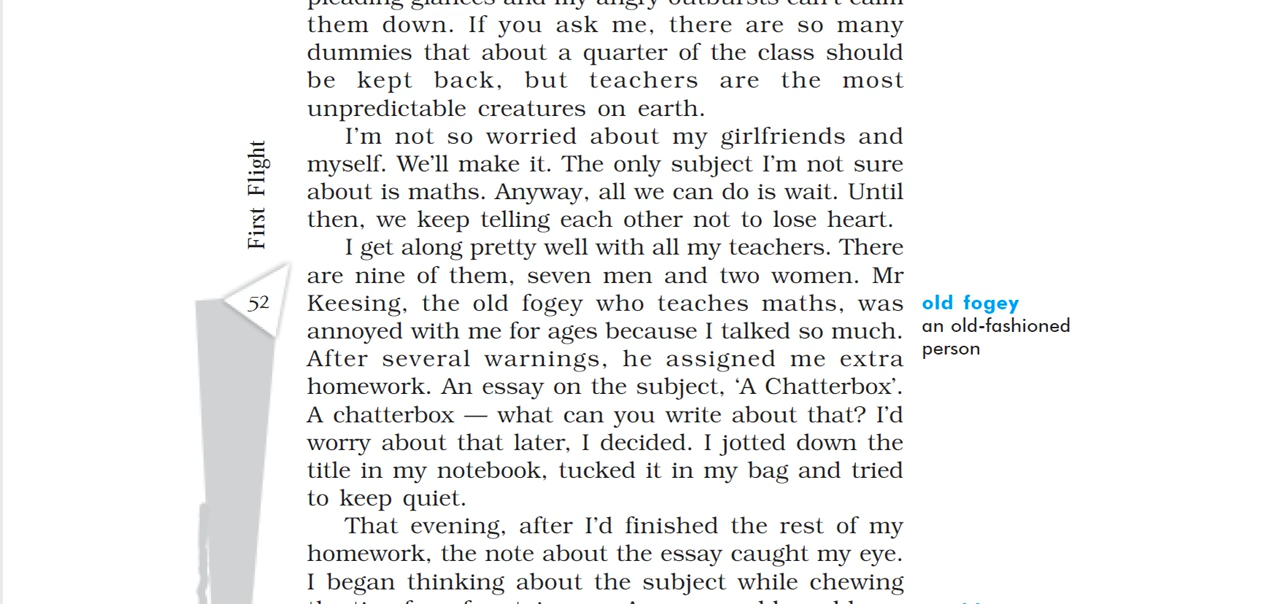 them down. If you ask me, there are so many
dummies that about a quarter of the class should
be kept back, but teachers are the most
unpredictable creatures on earth.
I'm not so worried about my girlfriends and
myself. We'll make it. The only subject I'm not sure
about is maths. Anyway, all we can do is wait. Until
then, we keep telling each other not to lose heart.
I get along pretty well with all my teachers. There
are nine of them, seven men and two women. Mr
Keesing, the old fogey who teaches maths, was
annoyed with me for ages because I talked so much.
After several warnings, he assigned me extra
homework. An essay on the subject, ‘A Chatterbox’.
A chatterbox — what can you write about that? I'd
worry about that later, I decided. I jotted down the
title in my notebook, tucked it in my bag and tried
to keep quiet.
That evening, after I'd finished the rest of my
homework, the note about the essay caught my eye.
I began thinking about the subject while chewing
First Flight
52
old fogey
an old-fashioned
person